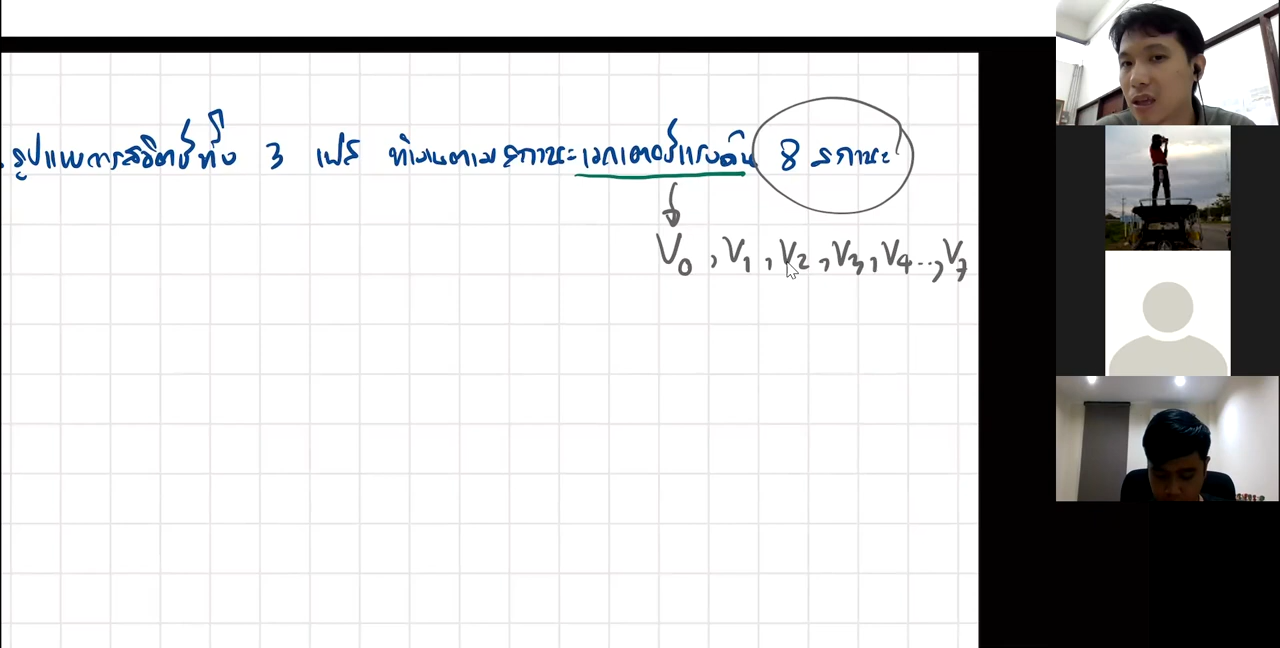 รูปแบบการสวิตช์ทั้ง 3 เฟส ทำงานตามสถานะเวกเตอร์แรงดัน 8 สถานะ
V0 , V1 , V2 , V3 , V4 .. , V7